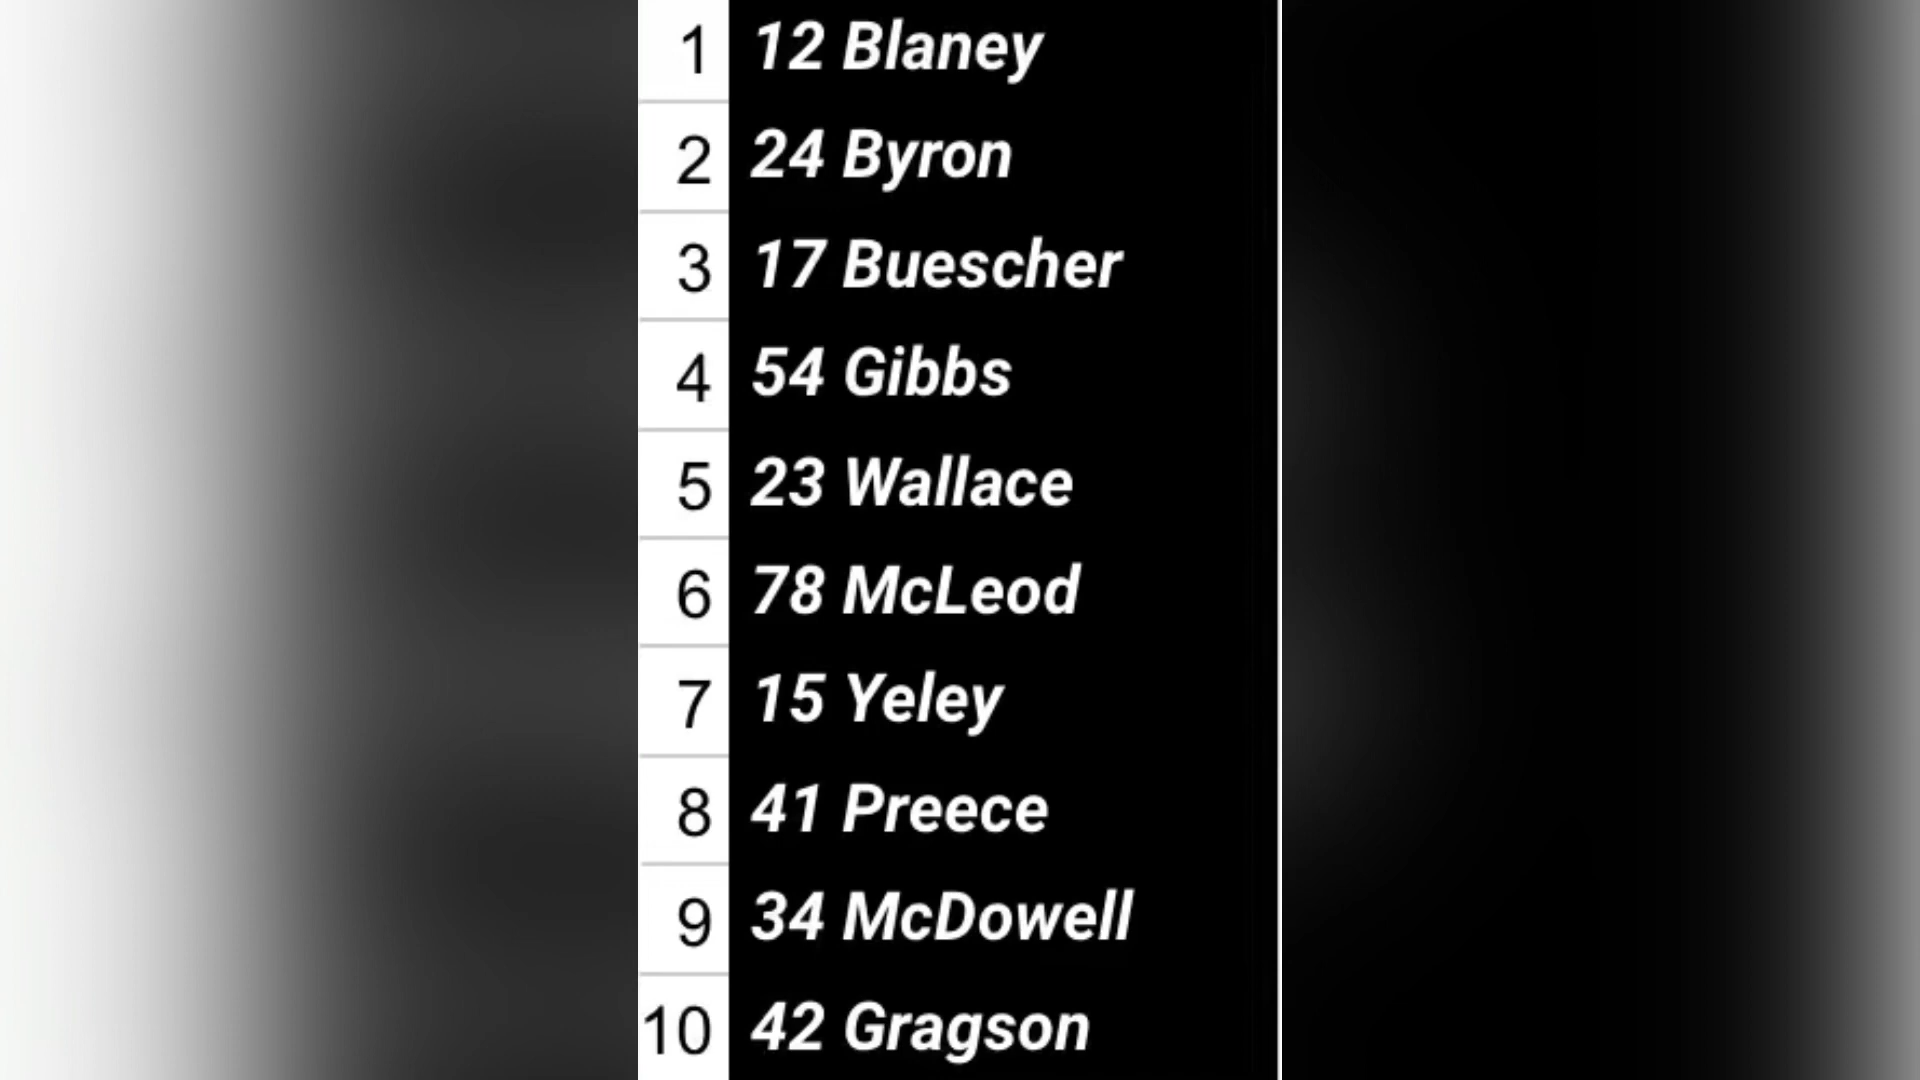 1 12 Blaney
2 24 Byron
3 17 Buescher
4 54 Gibbs
5 23 Wallace
6 78 McLeod
7 15 Yeley
8 41 Preece
9 34 McDowell
10 42 Gragson